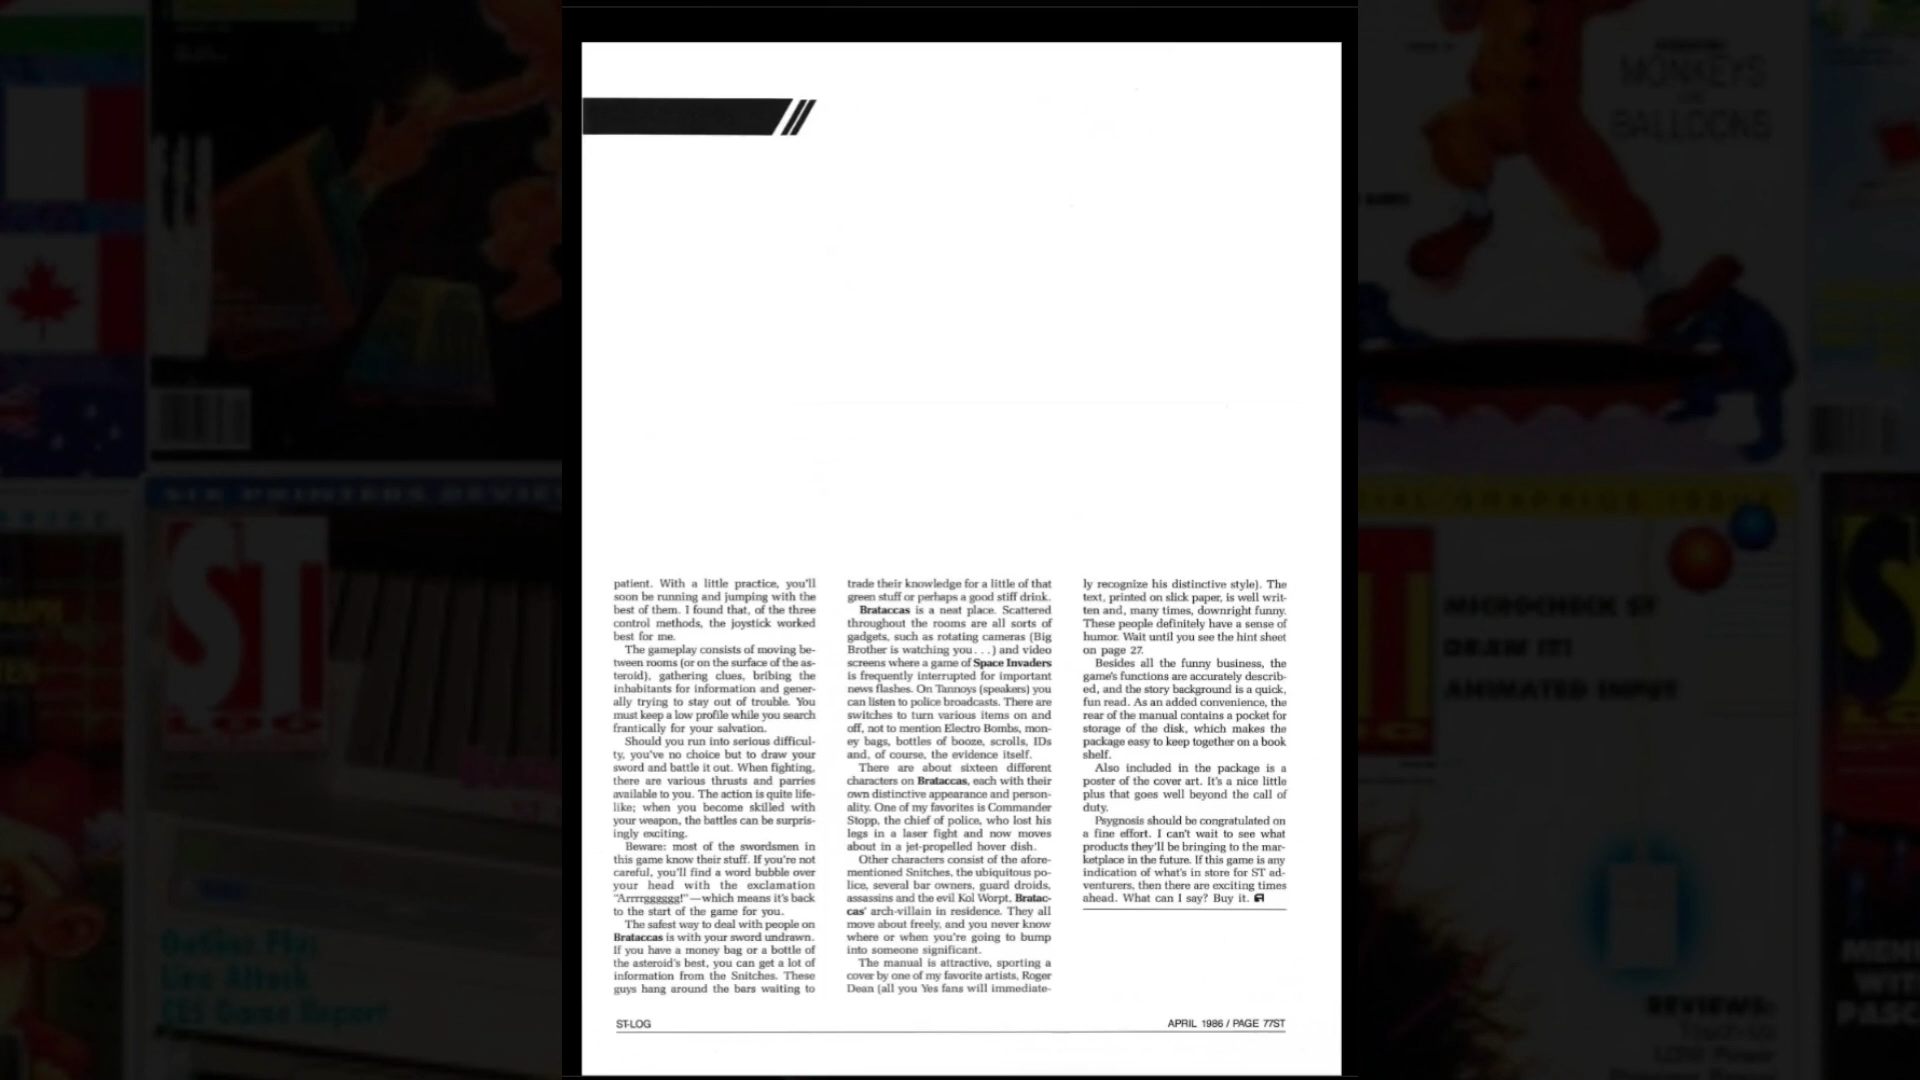 patient. With a little practice, you'll
soon be running and jumping with the
best of them. I found that, of the three
control methods, the joystick worked
best for me.
The gameplay consists of moving be-
tween rooms (or on the surface of the as-
teroid), gathering clues, bribing the
inhabitants for information and gener-
ally trying to stay out of trouble. You
must keep a low profile while you search
frantically for your salvation.
Should you run into serious difficul-
ty, you've no choice but to draw your
sword and battle it out. When fighting,
there are various thrusts and parries
available to you. The action is quite life-
like; when you become skilled with
your weapon, the battles can be surpris-
ingly exciting.
Beware: most of the swordsmen in
this game know their stuff. If you're not
careful, you'll find a word bubble over
your head with the exclamation
"Arrrrgggggg!"—which means it's back
to the start of the game for you.
The safest way to deal with people on
Brataccas is with your sword undrawn.
If you have a money bag or a bottle of
the asteroid's best, you can get a lot of
information from the Snitches. These
guys hang around the bars waiting to
trade their knowledge for a little of that
green stuff or perhaps a good stiff drink.
Brataccas is a neat place. Scattered
throughout the rooms are all sorts of
gadgets, such as rotating cameras (Big
Brother is watching you...) and video
screens where a game of Space Invaders
is frequently interrupted for important
news flashes. On Tannoys (speakers) you
can listen to police broadcasts. There are
switches to turn various items on and
off, not to mention Electro Bombs, mon-
ey bags, bottles of booze, scrolls, IDs
and, of course, the evidence itself.
There are about sixteen different
characters on Brataccas, each with their
own distinctive appearance and person-
ality. One of my favorites is Commander
Stopp, the chief of police, who lost his
legs in a laser fight and now moves
about in a jet-propelled hover dish.
Other characters consist of the afore-
mentioned Snitches, the ubiquitous po-
lice, several bar owners, guard droids,
assassins and the evil Kol Worpt, Bratac-
cas' arch-villain in residence. They all
move about freely, and you never know
where or when you're going to bump
into someone significant.
The manual is attractive, sporting a
cover by one of my favorite artists, Roger
Dean (all you Yes fans will immediate-
ly recognize his distinctive style). The
text, printed on slick paper, is well writ-
ten and, many times, downright funny.
These people definitely have a sense of
humor. Wait until you see the hint sheet
on page 27.
Besides all the funny business, the
game's functions are accurately describ-
ed, and the story background is a quick,
fun read. As an added convenience, the
rear of the manual contains a pocket for
storage of the disk, which makes the
package easy to keep together on a book
shelf.
Also included in the package is a
poster of the cover art. It's a nice little
plus that goes well beyond the call of
duty.
Psygnosis should be congratulated on
a fine effort. I can't wait to see what
products they'll be bringing to the mar-
ketplace in the future. If this game is any
indication of what's in store for ST ad-
venturers, then there are exciting times
ahead. What can I say? Buy it.
ST-LOG
APRIL 1986 / PAGE 77ST
MONKEYS
BALLOONS
SIX PRINTERS REVIE
ST
LOG
Outline Plus
Line Attack
CES Game Report
MICROCHECK ST
DRAW IT!
ANIMATED INPUT
REVIEWS: